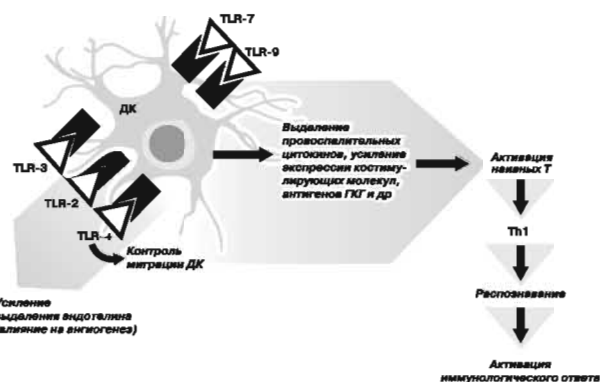 TLR-7
TLR-9
ДК
TLR-3
TLR-2
TLR-4
Контроль
миграции ДК
Усиление
выделения эндотелина
влияние на ангиогенез)
Выделение
провоспалительных
цитокинов, усиление
экспрессии костиму-
лирующих молекул,
антигенов ГКГ и др
Активация
наивных Т
Th1
Распознавание
Активация
иммунологического ответа